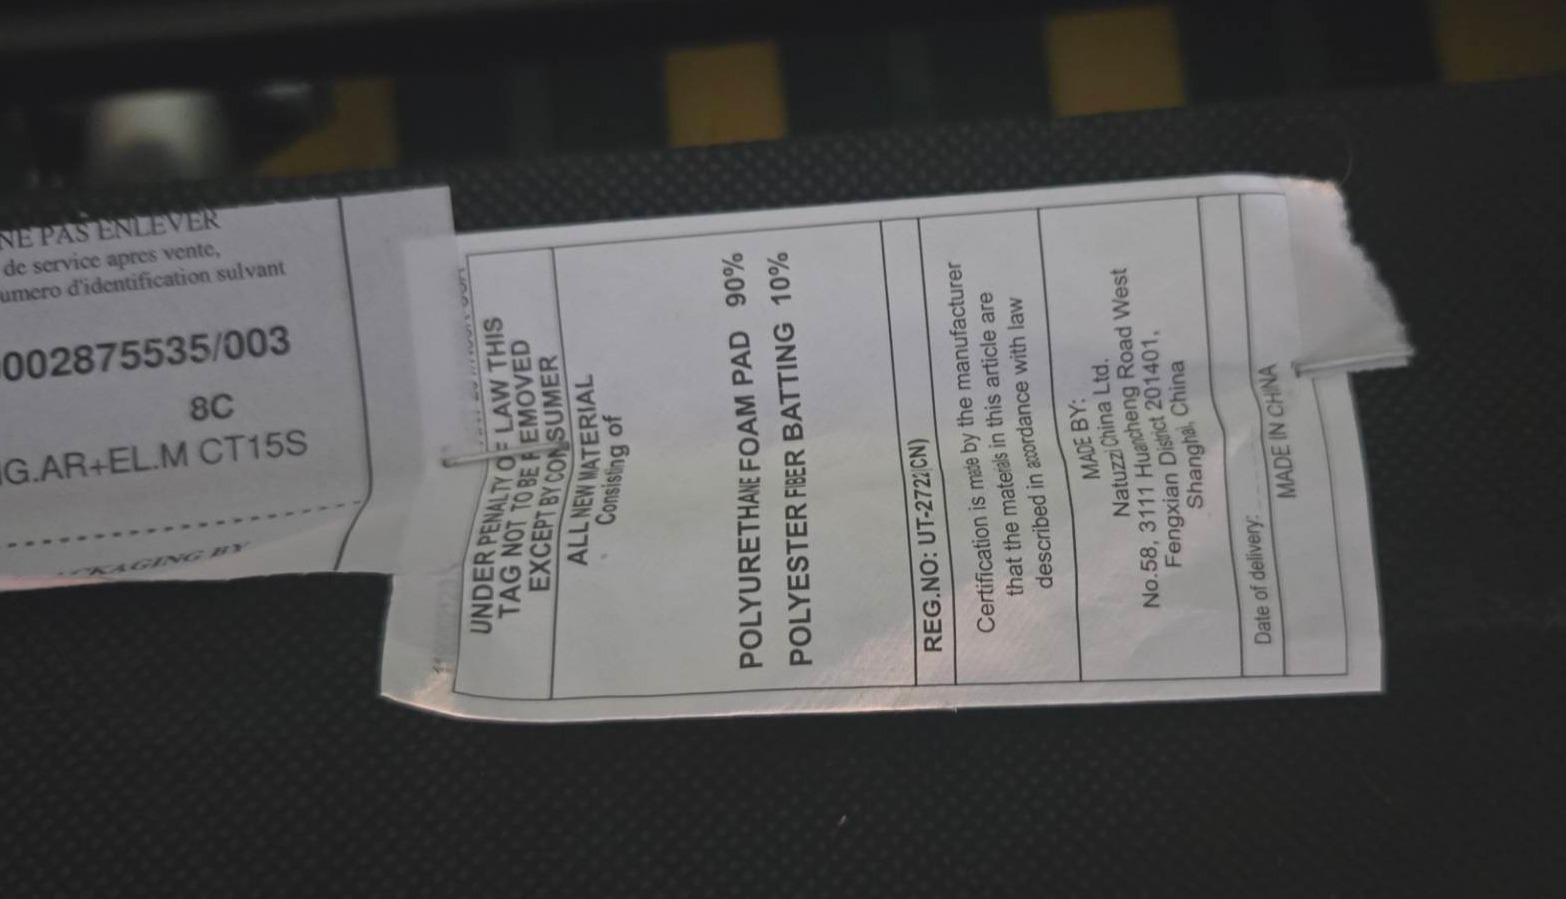 NE PAS ENLEVER
de service apres vente,
umero d'identification sulvant
002875535/003
8C
G.AR+EL.M CT15S
CKAGING BY
UNDER PENALTY OF LAW THIS
TAG NOT TO BE REMOVED
EXCEPT BY CONSUMER
ALL NEW MATERIAL
Consisting of
POLYURETHANE FOAM PAD 90%
POLYESTER FIBER BATTING 10%
REG.NO: UT-2722(CN)
Certification is made by the manufacturer
that the materials in this article are
described in accordance with law
MADE BY:
Natuzzi China Ltd.
No.58, 3111 Huancheng Road West
Fengxian District 201401,
Shanghai, China
Date of delivery:
MADE IN CHINA